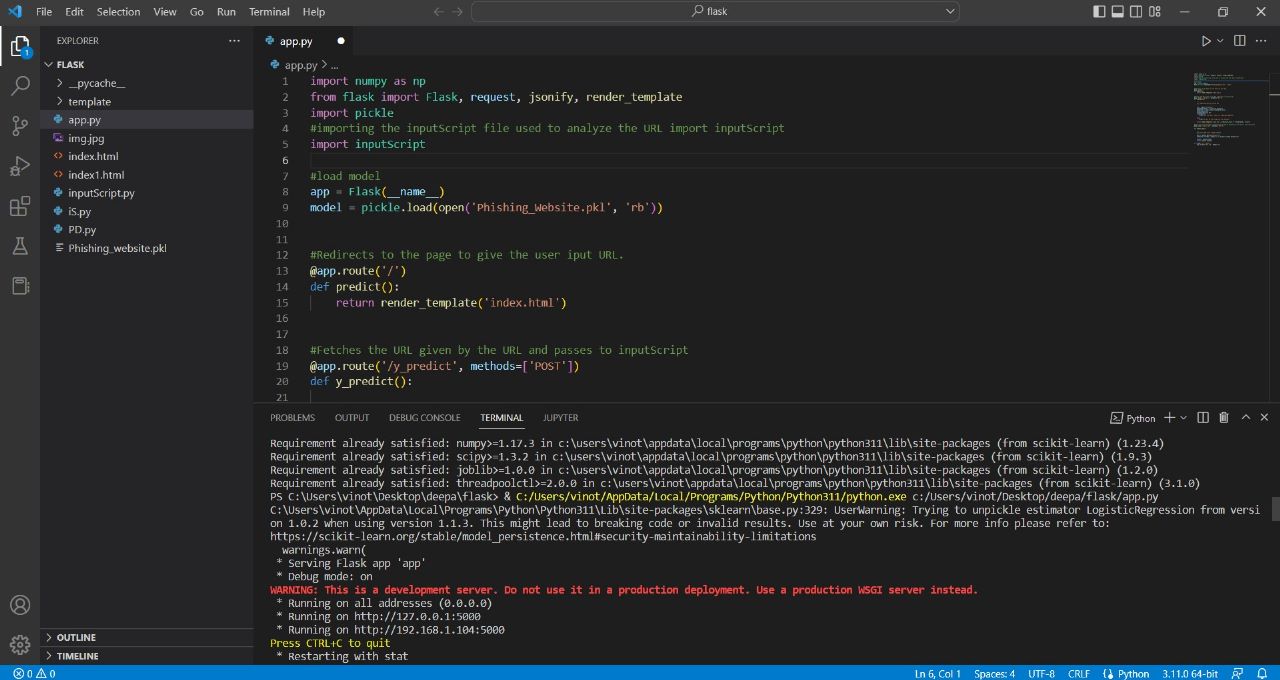 File Edit Selection View Go Run Terminal Help
flask
EXPLORER
1
FLASK
__pycache__
template
app.py
img.jpg
index.html
index1.html
inputScript.py
iS.py
PD.py
Phishing_website.pkl
OUTLINE
TIMELINE
app.py
app.py > ...
1 import numpy as np
2 from flask import Flask, request, jsonify, render_template
3 import pickle
4 #importing the inputScript file used to analyze the URL import inputScript
5 import inputScript
6
7 #load model
8 app = Flask(__name__)
9 model = pickle.load(open('Phishing_Website.pkl', 'rb'))
10
11
12 #Redirects to the page to give the user iput URL.
13 @app.route('/')
14 def predict():
15 return render_template('index.html')
16
17
18 #Fetches the URL given by the URL and passes to inputScript
19 @app.route('/y_predict', methods=['POST'])
20 def y_predict():
21
PROBLEMS OUTPUT DEBUG CONSOLE TERMINAL JUPYTER
Python
Requirement already satisfied: numpy>=1.17.3 in c:\users\vinot\appdata\local\programs\python\python311\lib\site-packages (from scikit-learn) (1.23.4)
Requirement already satisfied: scipy>=1.3.2 in c:\users\vinot\appdata\local\programs\python\python311\lib\site-packages (from scikit-learn) (1.9.3)
Requirement already satisfied: joblib>=1.0.0 in c:\users\vinot\appdata\local\programs\python\python311\lib\site-packages (from scikit-learn) (1.2.0)
Requirement already satisfied: threadpoolctl>=2.0.0 in c:\users\vinot\appdata\local\programs\python\python311\lib\site-packages (from scikit-learn) (3.1.0)
PS C:\Users\vinot\Desktop\deepa\flask> & C:/Users/vinot/AppData/Local/Programs/Python/Python311/python.exe c:/Users/vinot/Desktop/deepa/flask/app.py
C:\Users\vinot\AppData\Local\Programs\Python\Python311\Lib\site-packages\sklearn\base.py:329: UserWarning: Trying to unpickle estimator LogisticRegression from versi
on 1.0.2 when using version 1.1.3. This might lead to breaking code or invalid results. Use at your own risk. For more info please refer to:
https://scikit-learn.org/stable/model_persistence.html#security-maintainability-limitations
warnings.warn(
* Serving Flask app 'app'
* Debug mode: on
WARNING: This is a development server. Do not use it in a production deployment. Use a production WSGI server instead.
* Running on all addresses (0.0.0.0)
* Running on http://127.0.0.1:5000
* Running on http://192.168.1.104:5000
Press CTRL+C to quit
* Restarting with stat
0 0 Ln 6, Col 1 Spaces: 4 UTF-8 CRLF Python 3.11.0 64-bit